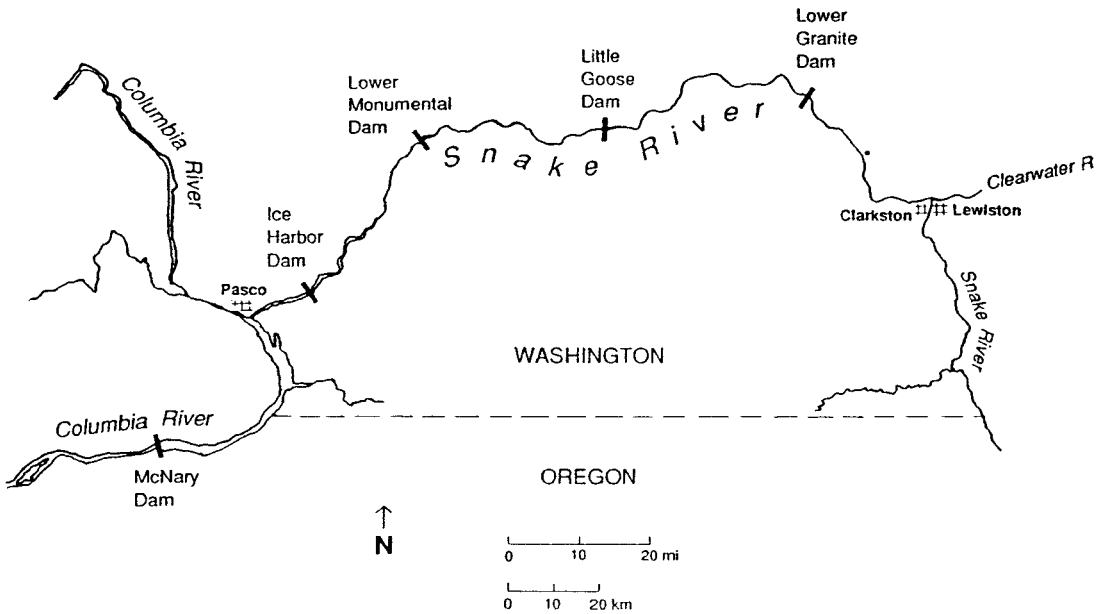 Lower
Granite
Dam
Little
Goose
Dam
Lower
Monumental
Dam
Columbia River
Snake River
Clearwater R
Clarkston
Lewiston
Ice
Harbor
Dam
Pasco
Snake River
WASHINGTON
Columbia River
McNary
Dam
OREGON
N
0 10 20 mi
0 10 20 km